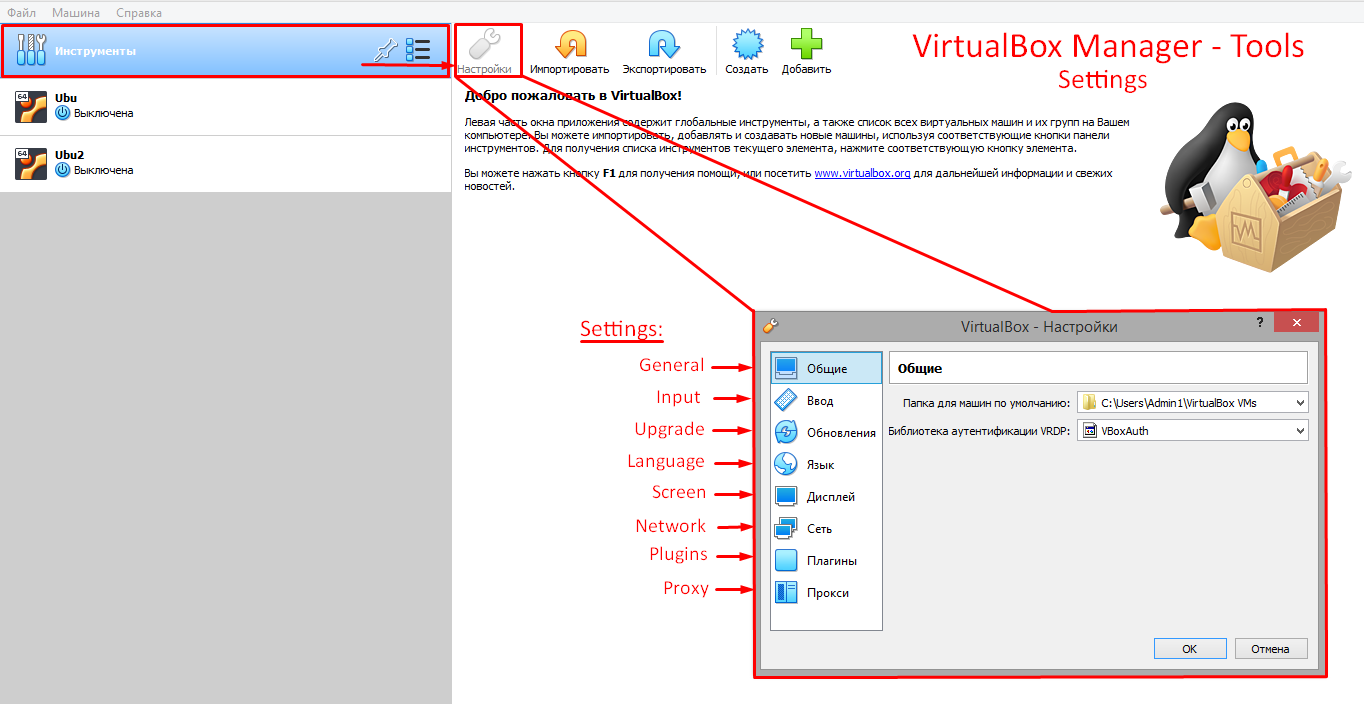 Файл Машина Справка
Инструменты
Настройки Импортировать Экспортировать Создать Добавить
VirtualBox Manager - Tools
Settings
64 Ubu
Выключена
64 Ubu2
Выключена
Добро пожаловать в VirtualBox!
Левая часть окна приложения содержит глобальные инструменты, а также список всех виртуальных машин и их групп на Вашем
компьютере. Вы можете импортировать, добавлять и создавать новые машины, используя соответствующие кнопки панели
инструментов. Для получения списка инструментов текущего элемента, нажмите соответствующую кнопку элемента.
Вы можете нажать кнопку F1 для получения помощи, или посетить www.virtualbox.org для дальнейшей информации и свежих
новостей.
Settings:
General
Input
Upgrade
Language
Screen
Network
Plugins
Proxy
VirtualBox - Настройки ? ×
Общие
Ввод
Обновления
Язык
Дисплей
Сеть
Плагины
Прокси
Общие
Папка для машин по умолчанию: C:\Users\Admin1\VirtualBox VMs
Библиотека аутентификации VRDP: VBoxAuth
OK Отмена